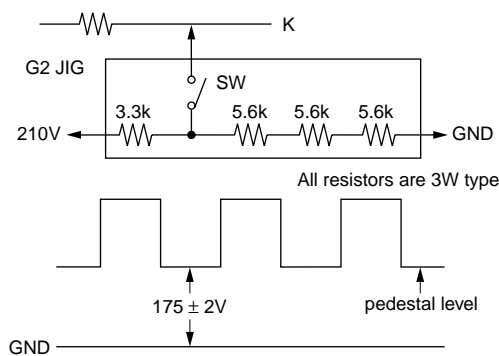 K
G2 JIG
SW
3.3k 5.6k 5.6k 5.6k
210V GND
All resistors are 3W type
175 ± 2V pedestal level
GND